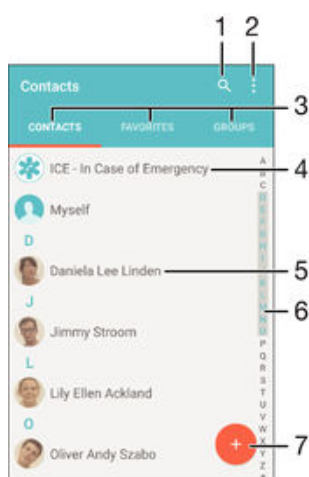 1 2
Contacts
3
CONTACTS FAVORITES GROUPS
ICE - In Case of Emergency 4
Myself
D
Daniela Lee Linden 5
J
Jimmy Stroom
6
L
Lily Ellen Ackland
O
Oliver Andy Szabo
+ 7
A
B
C
D
P
Q
R
S
T
U
V
W
X
Y
Z